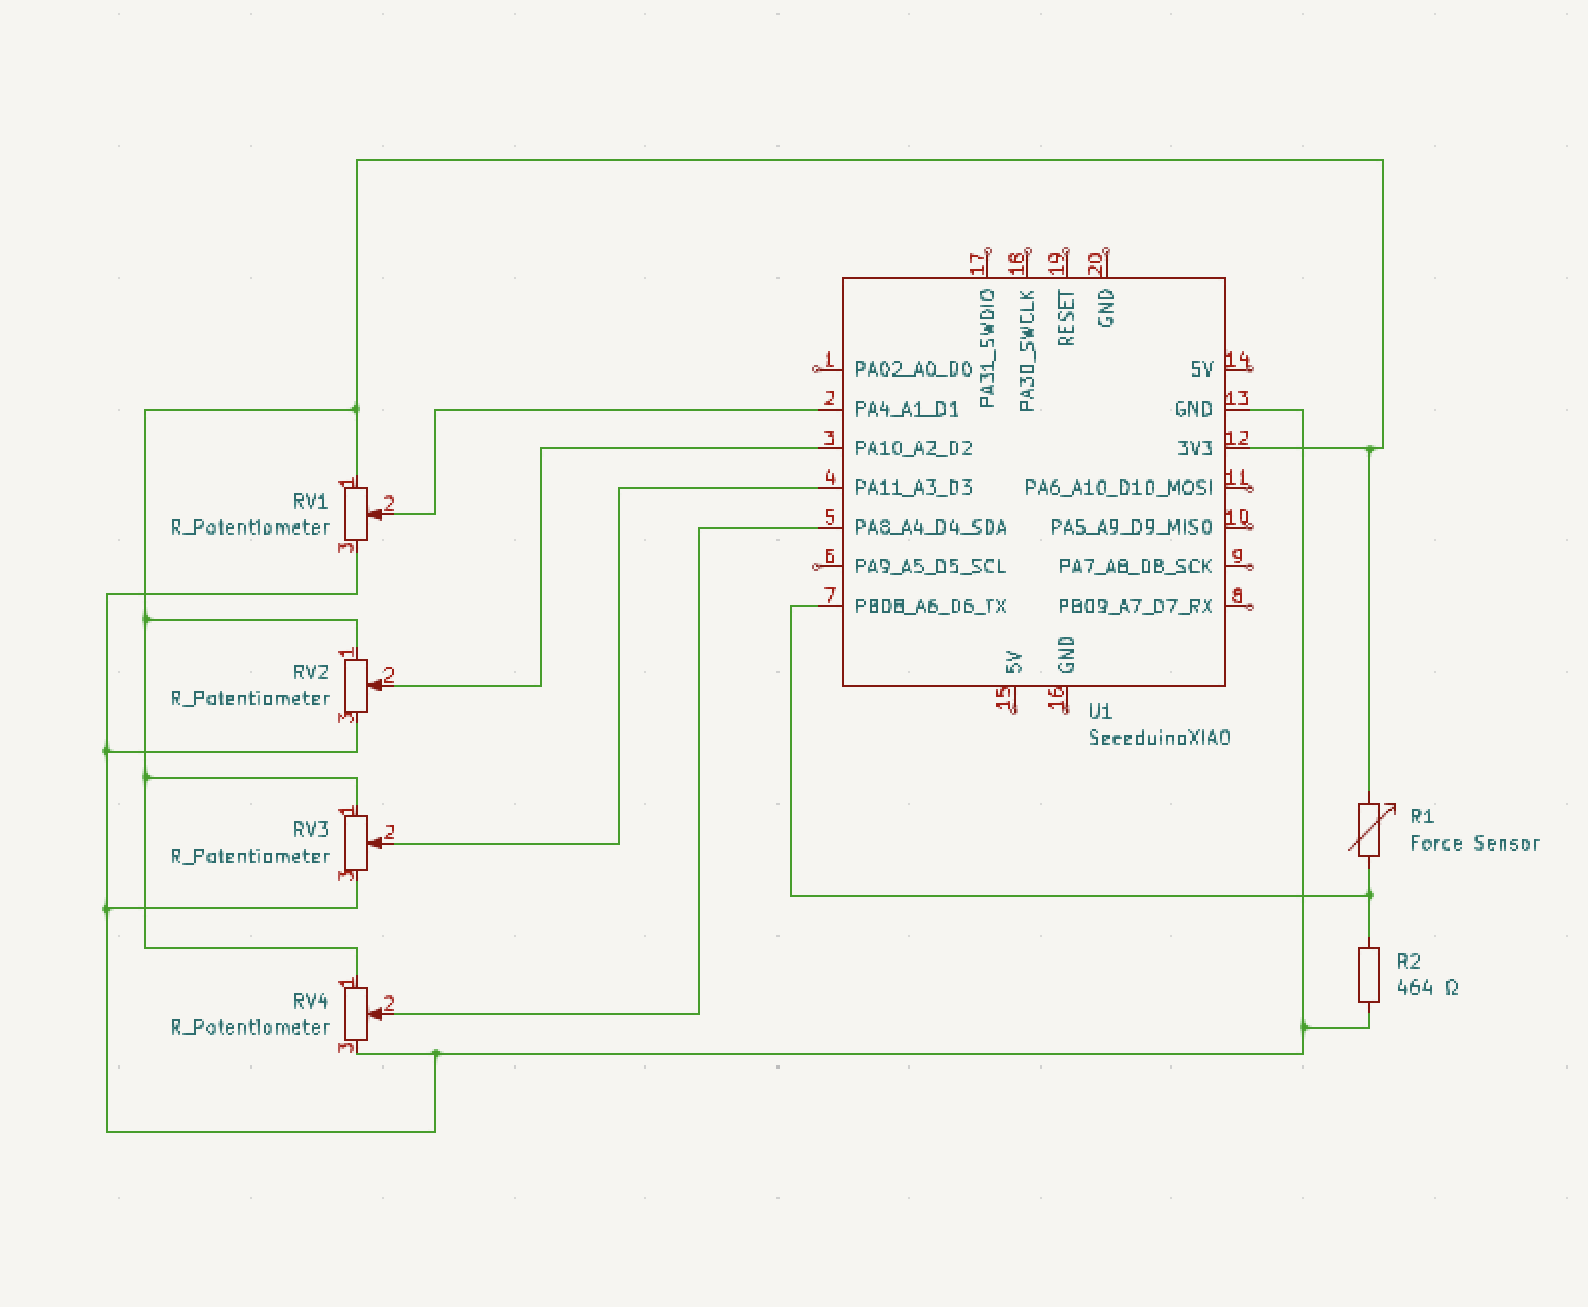 17
18
19
20
PA31_SWDIO
PA30_SWCLK
RESET
GND
1
PA02_A0_D0
5V
14
2
PA4_A1_D1
GND
13
3
PA10_A2_D2
3V3
12
4
PA11_A3_D3
PA6_A10_D10_MOSI
11
5
PA8_A4_D4_SDA
PA5_A9_D9_MISO
10
6
PA9_A5_D5_SCL
PA7_A8_D8_SCK
9
7
PB08_A6_D6_TX
PB09_A7_D7_RX
8
5V
GND
15
16
U1
SeeeduinoXIAO
1
RV1
R_Potentiometer
2
3
1
RV2
R_Potentiometer
2
3
1
RV3
R_Potentiometer
2
3
1
RV4
R_Potentiometer
2
3
R1
Force Sensor
R2
464 Ω